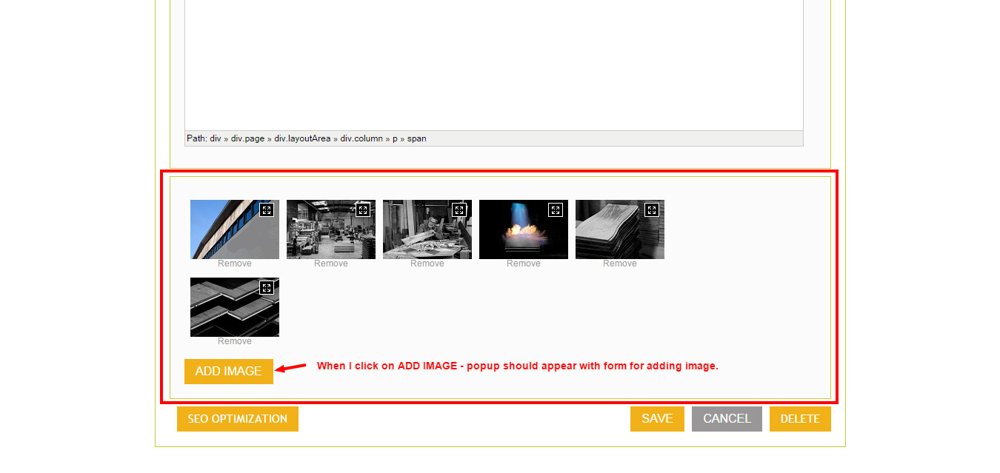 Path: div » div.page » div.layoutArea » div.column » p » span
Remove Remove Remove Remove Remove
Remove
ADD IMAGE When I click on ADD IMAGE - popup should appear with form for adding image.
SEO OPTIMIZATION SAVE CANCEL DELETE